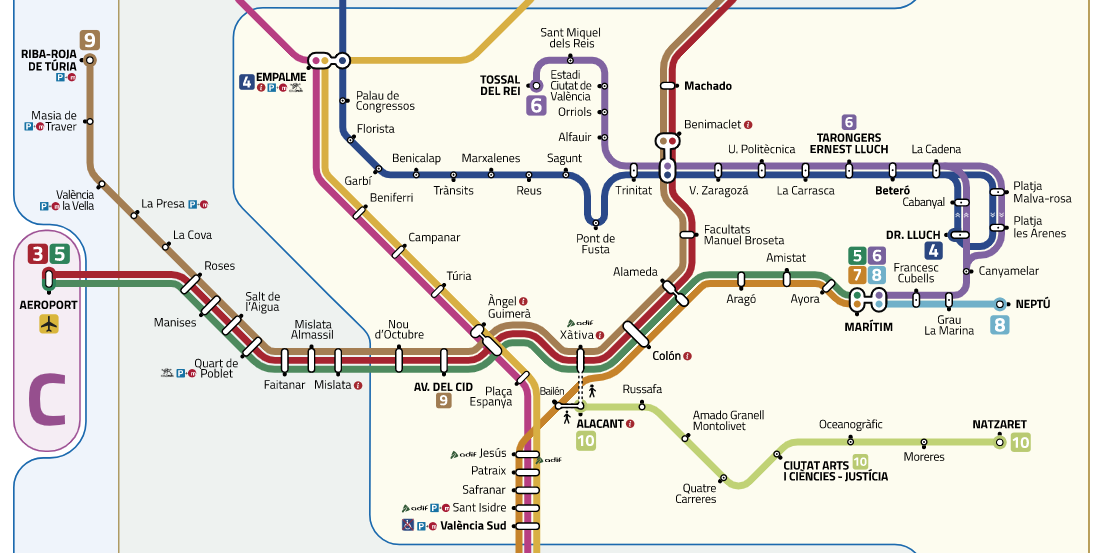 9
RIBA-ROJA
DE TÚRIA
P m
Masia de
P m Traver
València
P m la Vella
La Presa P m
La Cova
3 5
AEROPORT
C
Roses
Manises
Salt de
l'Aigua
Quart de
P m Poblet
Faitanar
Mislata
Almassil
Mislata i
Nou
d'Octubre
AV. DEL CID
9
4 EMPALME
i P m
Palau de
Congressos
Florista
Garbí
Benicalap
Trànsits
Marxalenes
Reus
Sagunt
Pont de
Fusta
Beniferri
Campanar
Túria
Àngel i
Guimerà
Plaça
Espanya
adif
Xàtiva i
Bailén
ALACANT i
10
adif Jesús
adif
Patraix
Safranar
adif P m Sant Isidre
P m València Sud
Sant Miquel
dels Reis
TOSSAL
DEL REI
6
Estadi
Ciutat de
València
Orriols
Alfauir
Machado
Benimaclet i
Trinitat
V. Zaragozá
U. Politècnica
La Carrasca
6
TARONGERS
ERNEST LLUCH
Beteró
La Cadena
Cabanyal
DR. LLUCH
4
Platja
Malva-rosa
Platja
les Arenes
Canyamelar
Facultats
Manuel Broseta
Alameda
Colón i
Aragó
Amistat
Ayora
5 6
7 8
MARÍTIM
Francesc
Cubells
Grau
La Marina
NEPTÚ
8
Russafa
Amado Granell
Montolivet
Quatre
Carreres
CIUTAT ARTS 10
I CIÈNCIES - JUSTÍCIA
Oceanogràfic
Moreres
NATZARET
10